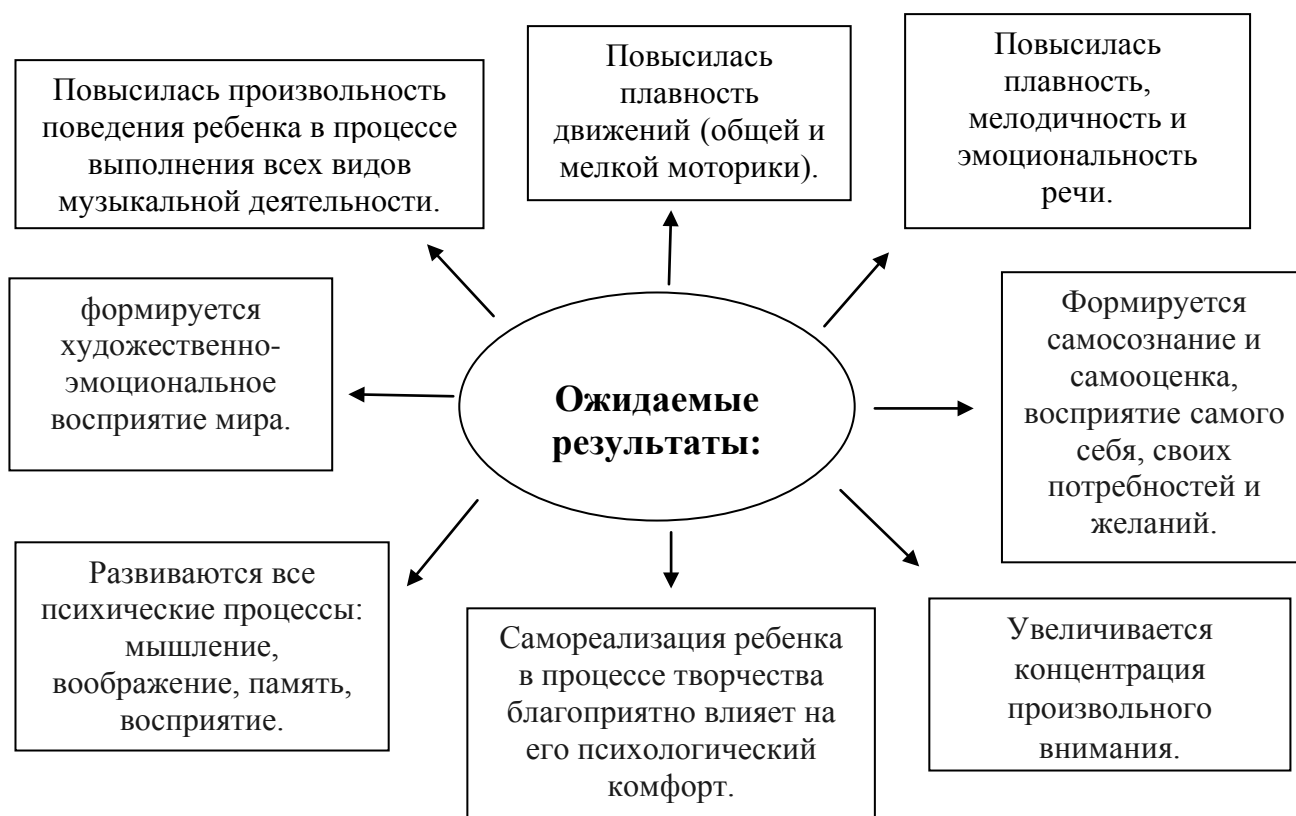 Повысилась произвольность
поведения ребенка в процессе
выполнения всех видов
музыкальной деятельности.
Повысилась
плавность
движений (общей и
мелкой моторики).
Повысилась
плавность,
мелодичность и
эмоциональность
речи.
формируется
художественно-
эмоциональное
восприятие мира.
Ожидаемые
результаты:
Формируется
самосознание и
самооценка,
восприятие самого
себя, своих
потребностей и
желаний.
Развиваются все
психические процессы:
мышление,
воображение, память,
восприятие.
Самореализация ребенка
в процессе творчества
благоприятно влияет на
его психологический
комфорт.
Увеличивается
концентрация
произвольного
внимания.